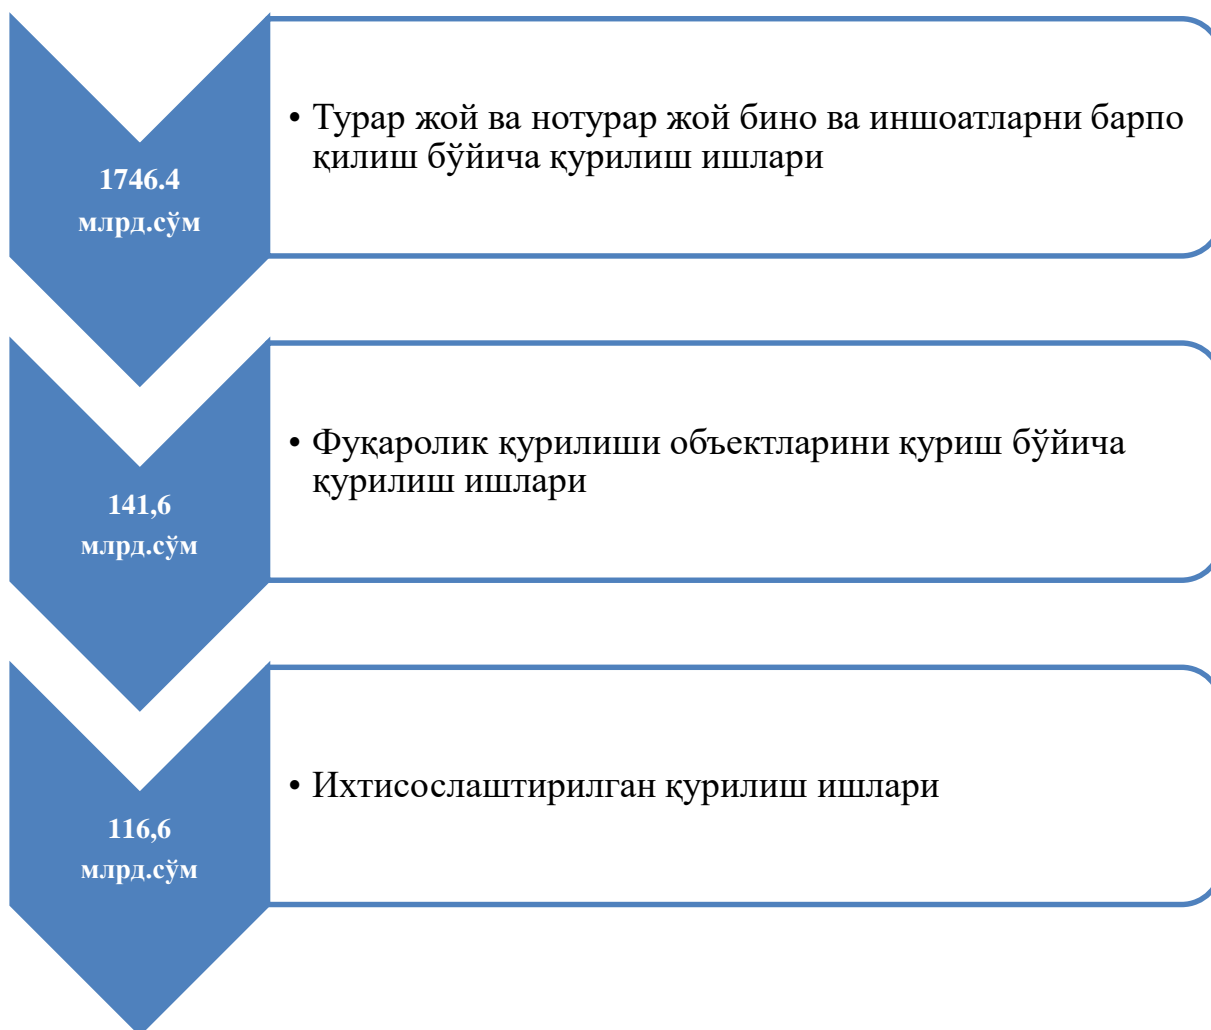 1746.4
млрд.сўм
• Турар жой ва нотурар жой бино ва иншоатларни барпо
қилиш бўйича қурилиш ишлари
141,6
млрд.сўм
• Фуқаролик қурилиши объектларини қуриш бўйича
қурилиш ишлари
116,6
млрд.сўм
• Ихтисослаштирилган қурилиш ишлари